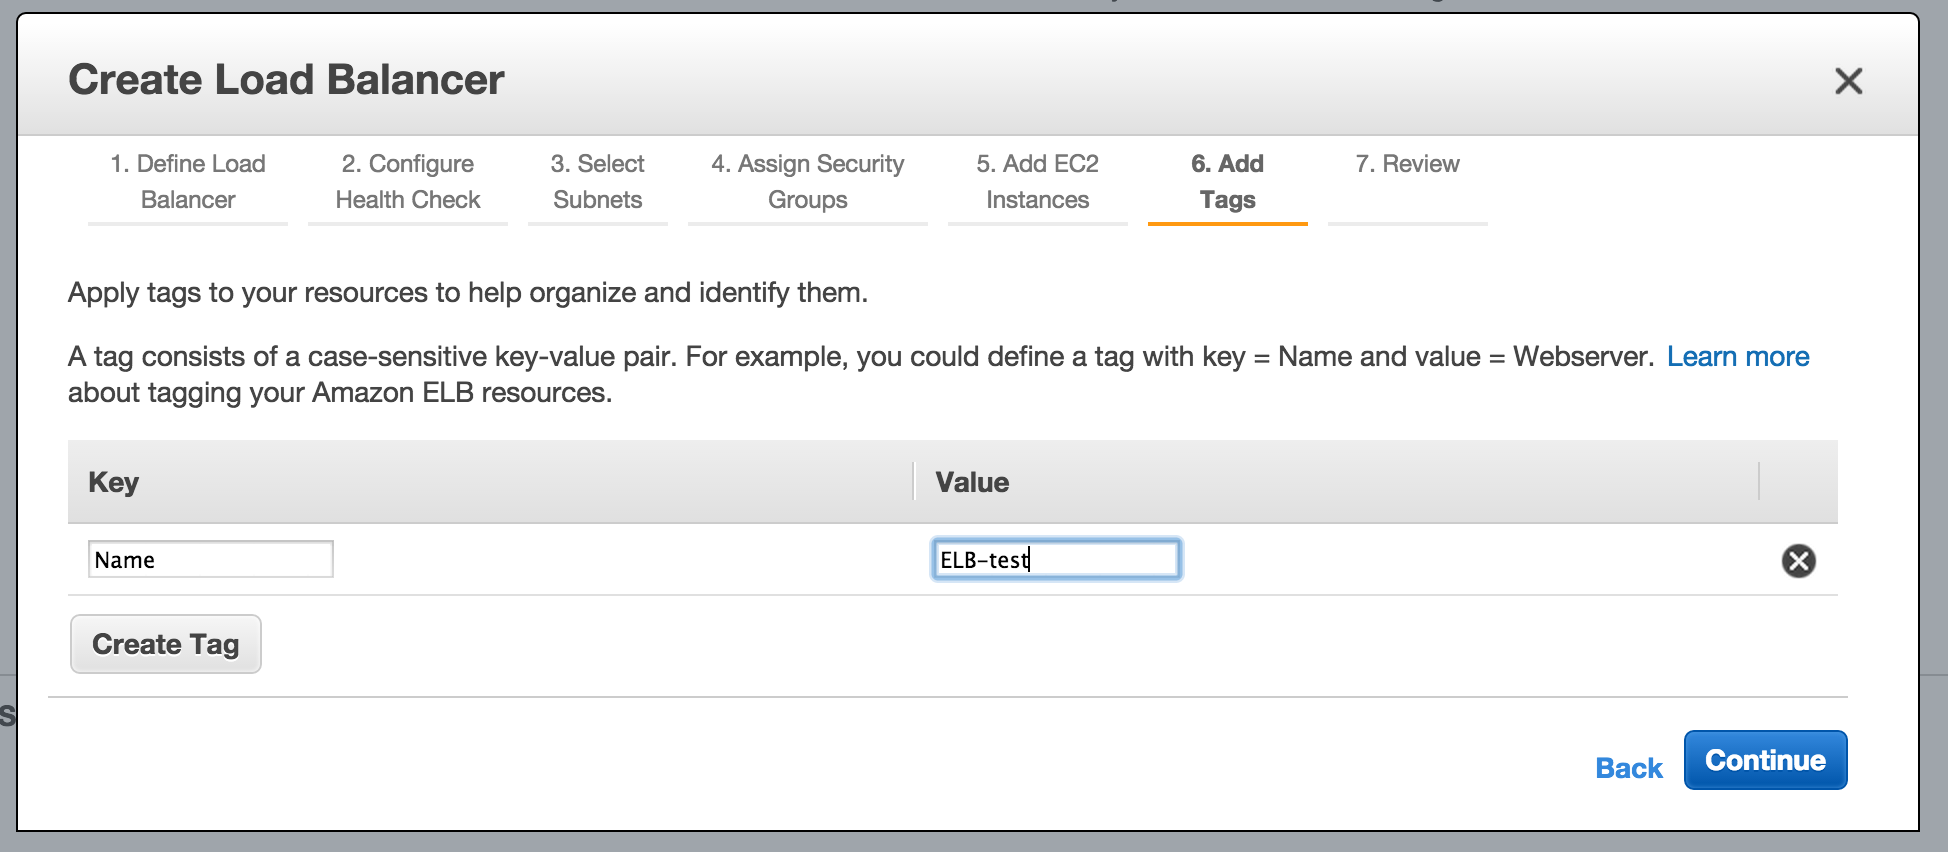 Create Load Balancer
1. Define Load
Balancer
2. Configure
Health Check
3. Select
Subnets
4. Assign Security
Groups
5. Add EC2
Instances
6. Add
Tags
7. Review
Apply tags to your resources to help organize and identify them.
A tag consists of a case-sensitive key-value pair. For example, you could define a tag with key = Name and value = Webserver. Learn more
about tagging your Amazon ELB resources.
Key
Value
Name
ELB-test
Create Tag
s
Back
Continue